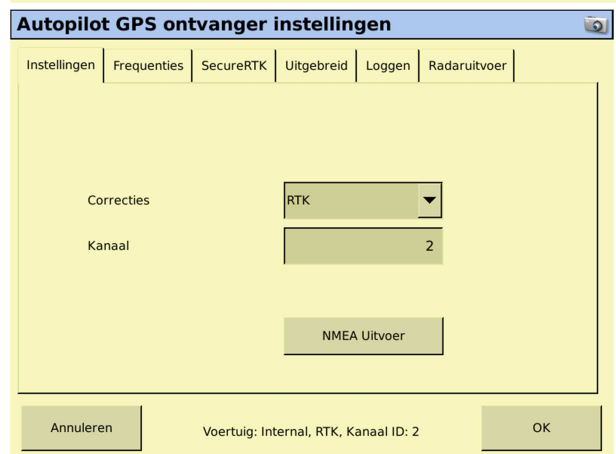 Autopilot GPS ontvanger instellingen
Instellingen Frequenties SecureRTK Uitgebreid Loggen Radaruitvoer
Correcties RTK
Kanaal 2
NMEA Uitvoer
Annuleren Voertuig: Internal, RTK, Kanaal ID: 2 OK